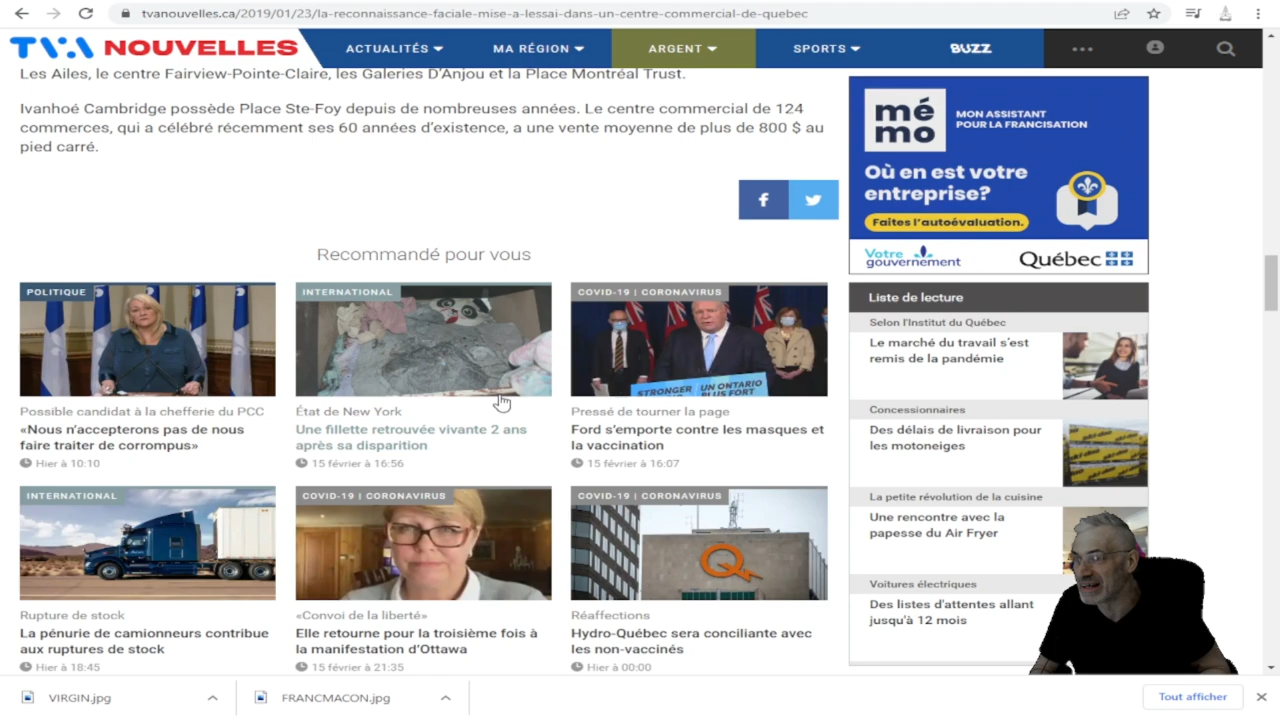 tvanouvelles.ca/2019/01/23/la-reconnaissance-faciale-mise-a-lessai-dans-un-centre-commercial-de-quebec
TVA NOUVELLES
ACTUALITÉS
MA RÉGION
ARGENT
SPORTS
BUZZ
Les Ailes, le centre Fairview-Pointe-Claire, les Galeries D'Anjou et la Place Montréal Trust.
Ivanhoé Cambridge possède Place Ste-Foy depuis de nombreuses années. Le centre commercial de 124
commerces, qui a célébré récemment ses 60 années d'existence, a une vente moyenne de plus de 800 $ au
pied carré.
mé
mo
MON ASSISTANT
POUR LA FRANCISATION
Où en est votre
entreprise?
Faites l'autoévaluation.
Votre
gouvernement
Québec
Recommandé pour vous
POLITIQUE
Possible candidat à la chefferie du PCC
«Nous n'accepterons pas de nous
faire traiter de corrompus»
Hier à 10:10
INTERNATIONAL
État de New York
Une fillette retrouvée vivante 2 ans
après sa disparition
15 février à 16:56
COVID-19 | CORONAVIRUS
STRONGER
UN ONTARIO
PLUS FORT
Pressé de tourner la page
Ford s'emporte contre les masques et
la vaccination
15 février à 16:07
INTERNATIONAL
Rupture de stock
La pénurie de camionneurs contribue
aux ruptures de stock
Hier à 18:45
COVID-19 | CORONAVIRUS
«Convoi de la liberté»
Elle retourne pour la troisième fois à
la manifestation d'Ottawa
15 février à 21:35
COVID-19 | CORONAVIRUS
Réaffections
Hydro-Québec sera conciliante avec
les non-vaccinés
Hier à 00:00
Liste de lecture
Selon l'Institut du Québec
Le marché du travail s'est
remis de la pandémie
Concessionnaires
Des délais de livraison pour
les motoneiges
La petite révolution de la cuisine
Une rencontre avec la
papesse du Air Fryer
Voitures électriques
Des listes d'attentes allant
jusqu'à 12 mois
VIRGIN.jpg
FRANCMACON.jpg
Tout afficher